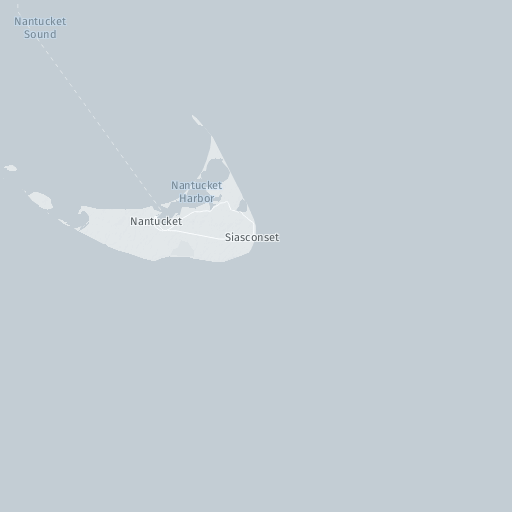 Nantucket
Sound
Nantucket
Harbor
Nantucket
Siasconset